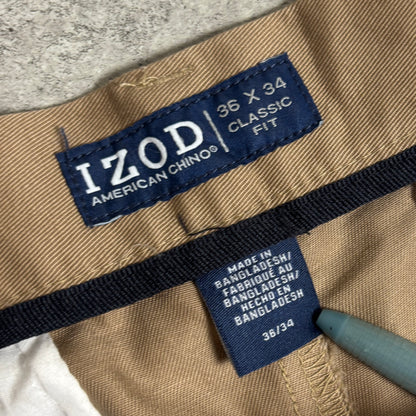 IZOD
AMERICAN CHINO®
36 X 34
CLASSIC
FIT
MADE IN
BANGLADESH/
FABRIQUÉ AU
BANGLADESH/
HECHO EN
BANGLADESH
36/34